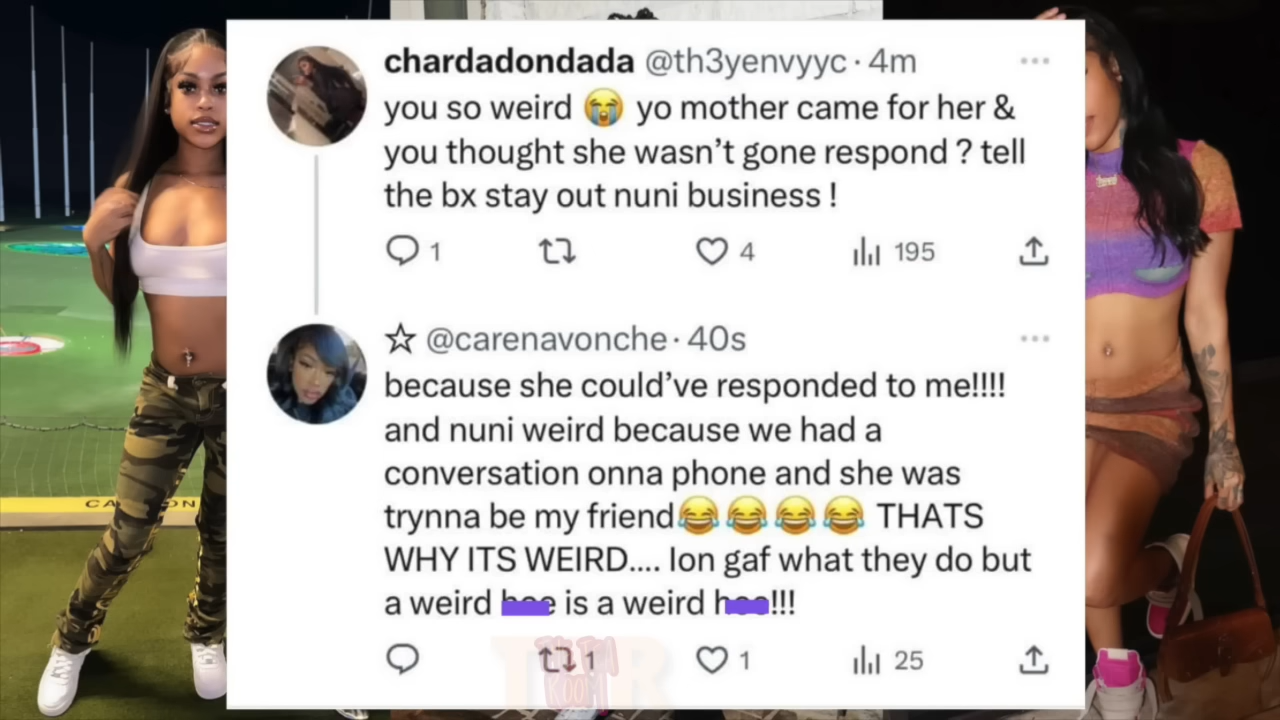 chardadondada @th3yenvyyc · 4m
you so weird 😭 yo mother came for her &
you thought she wasn't gone respond ? tell
the bx stay out nuni business !
1 4 195
☆ @carenavonche · 40s
because she could've responded to me!!!!
and nuni weird because we had a
conversation onna phone and she was
trynna be my friend😂😂😂😂 THATS
WHY ITS WEIRD.... Ion gaf what they do but
a weird is a weird !!!
1 1 25